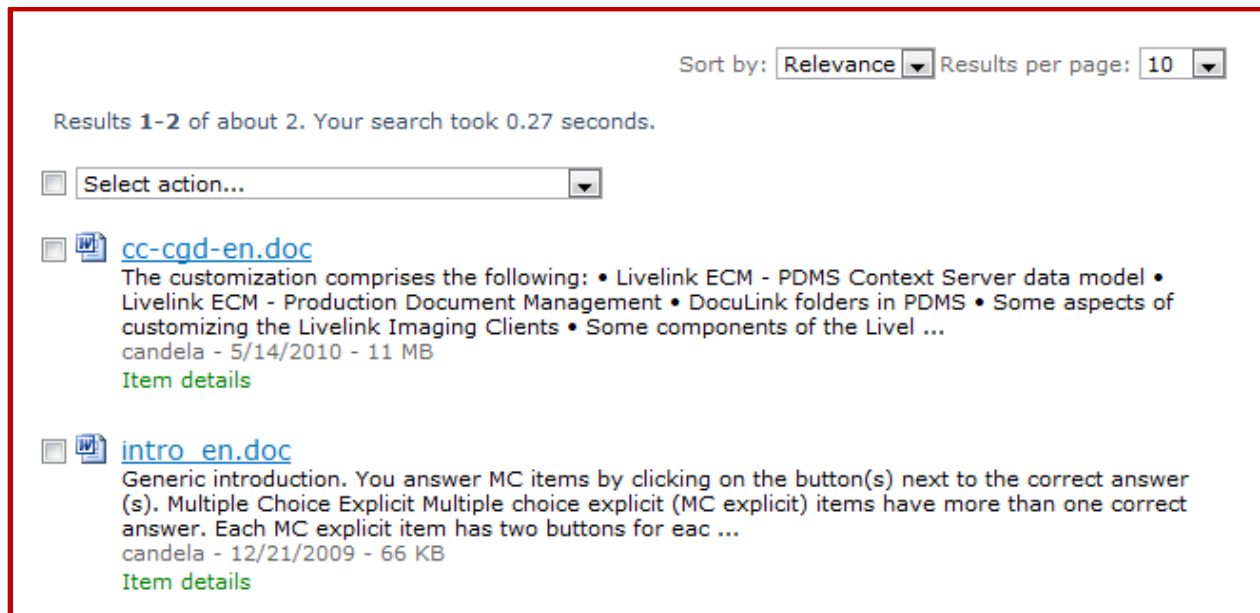 Sort by: Relevance Results per page: 10
Results 1-2 of about 2. Your search took 0.27 seconds.
Select action...
cc-cgd-en.doc
The customization comprises the following: • Livelink ECM - PDMS Context Server data model •
Livelink ECM - Production Document Management • DocuLink folders in PDMS • Some aspects of
customizing the Livelink Imaging Clients • Some components of the Livel ...
candela - 5/14/2010 - 11 MB
Item details
intro_en.doc
Generic introduction. You answer MC items by clicking on the button(s) next to the correct answer
(s). Multiple Choice Explicit Multiple choice explicit (MC explicit) items have more than one correct
answer. Each MC explicit item has two buttons for eac ...
candela - 12/21/2009 - 66 KB
Item details